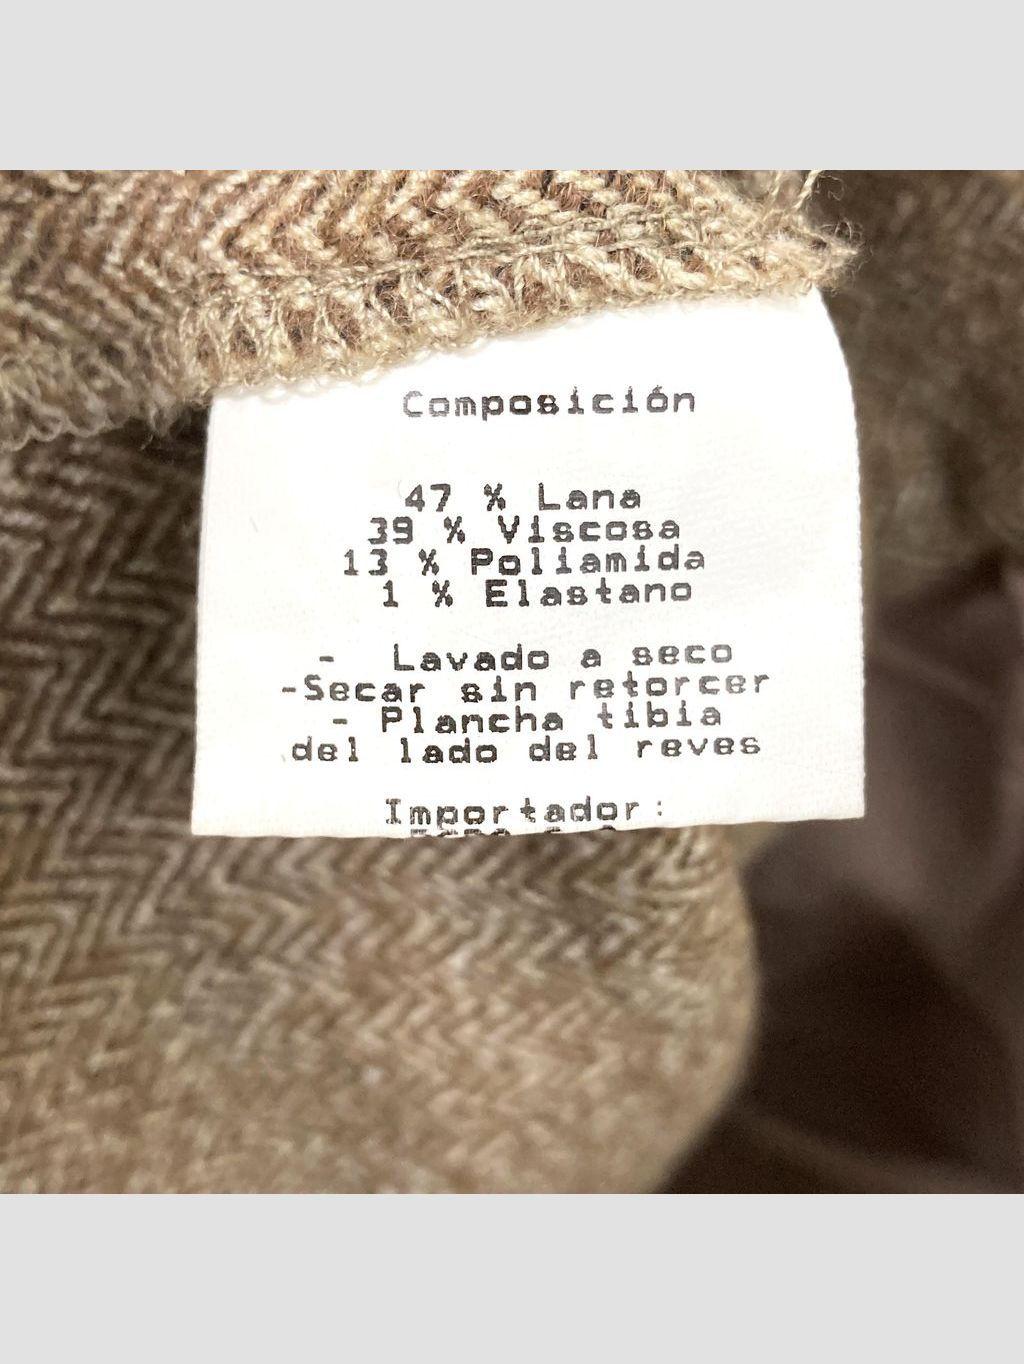 Composición
47 % Lana
39 % Viscosa
13 % Poliamida
1 % Elastano
- Lavado a seco
-Secar sin retorcer
- Plancha tibia
del lado del reves
Importador: